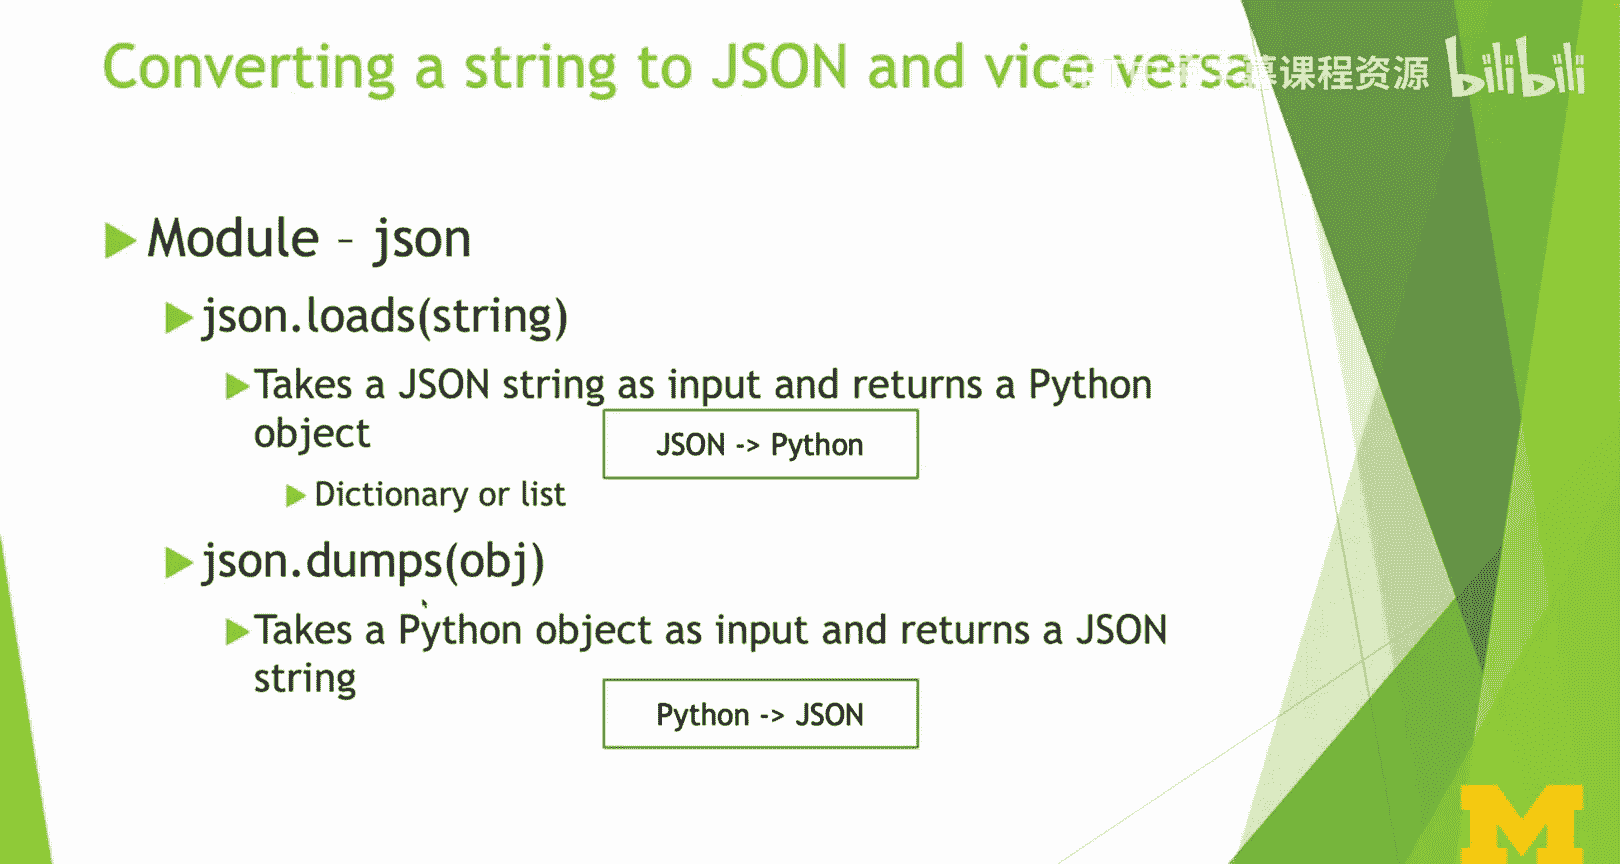 Converting a string to JSON and vice versa
课程资源
bilibili
Module – json
json.loads(string)
Takes a JSON string as input and returns a Python
object
JSON -> Python
Dictionary or list
json.dumps(obj)
Takes a Python object as input and returns a JSON
string
Python -> JSON
M